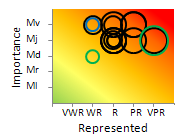 Importance
Mv
Mj
Md
Mr
Ml
VWR WR R PR VPR
Represented